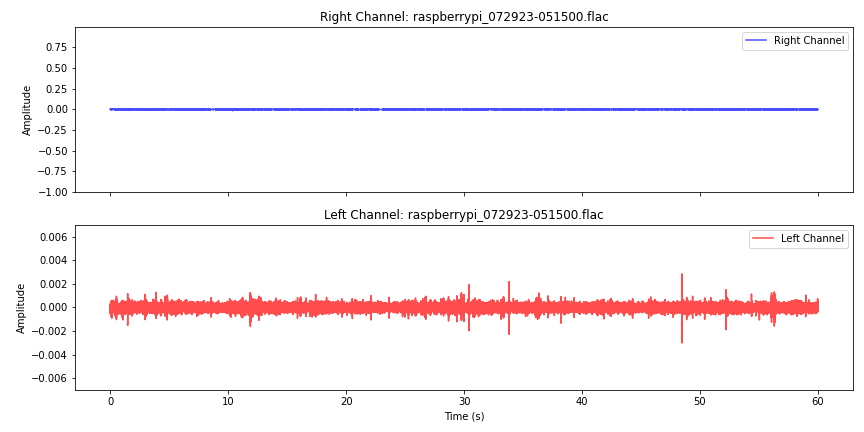 Right Channel: raspberrypi_072923-051500.flac
Right Channel
0.75
0.50
0.25
0.00
−0.25
−0.50
−0.75
−1.00
Amplitude
Left Channel: raspberrypi_072923-051500.flac
Left Channel
0.006
0.004
0.002
0.000
−0.002
−0.004
−0.006
Amplitude
0 10 20 30 40 50 60
Time (s)